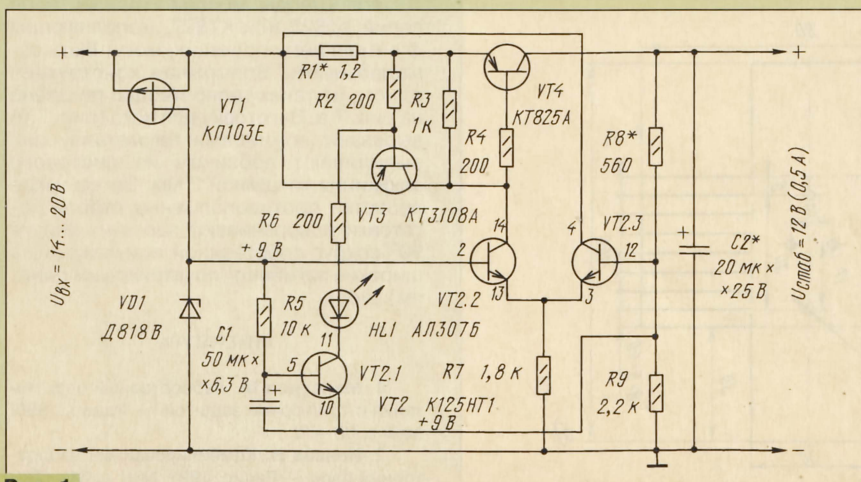 +
R1* 1,2
+
VT1
КП103Е
R2
200
R3
1к
VT4
КТ825А
R4
200
R8*
560
VT3
КТ3108А
Uвх = 14...20 В
R6
200
+9 В
14
2
13
VT2.2
4
VT2.3
12
3
+
C2*
20 мк ×
×25 В
Uстаб = 12 В (0,5 А)
VD1
Д818В
R5
10 к
HL1 АЛ307Б
C1
50 мк ×
×6,3 В
+
5
11
10
VT2.1
VT2 К125НТ1
+9 В
R7 1,8 к
R9
2,2 к
-
-